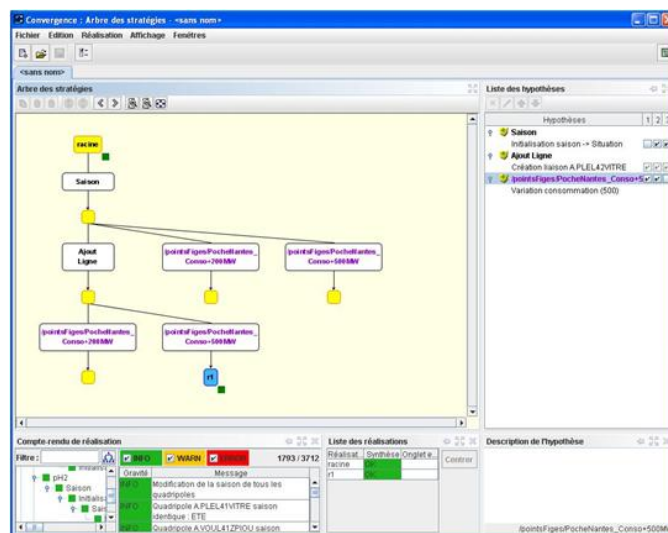 Convergence : Arbre des stratégies - <sans nom>
Fichier Edition Réalisation Affichage Fenêtres
<sans nom>
Arbre des stratégies
racine
Saison
Ajout
Ligne
/pointsFiges/PocheNantes_
Conso+200MW
/pointsFiges/PocheNantes_
Conso+500MW
/pointsFiges/PocheNantes_
Conso+200MW
/pointsFiges/PocheNantes_
Conso+500MW
r1
Liste des hypothèses
Hypothèses 1 2
Saison
Initialisation saison -> Situation
Ajout Ligne
Création liaison A.PLEL42VITRE
/pointsFiges/PocheNantes_Conso+5
Variation consommation (500)
Compte-rendu de réalisation
Filtre :
pH2
Saison
INFO WARN ERROR 1793 / 3712
Gravité Message
INFO Modification de la saison de tous les
quadripoles
INFO Quadripole A.PLEL41VITRE saison
identique : ETE
INFO Quadripole A.VOUL41ZPIOU saison
Liste des réalisations
Réalisat... Synthèse Onglet e...
racine OK
r1 OK
Centrer
Description de l'hypothèse
/pointsFiges/PocheNantes_Conso+500M